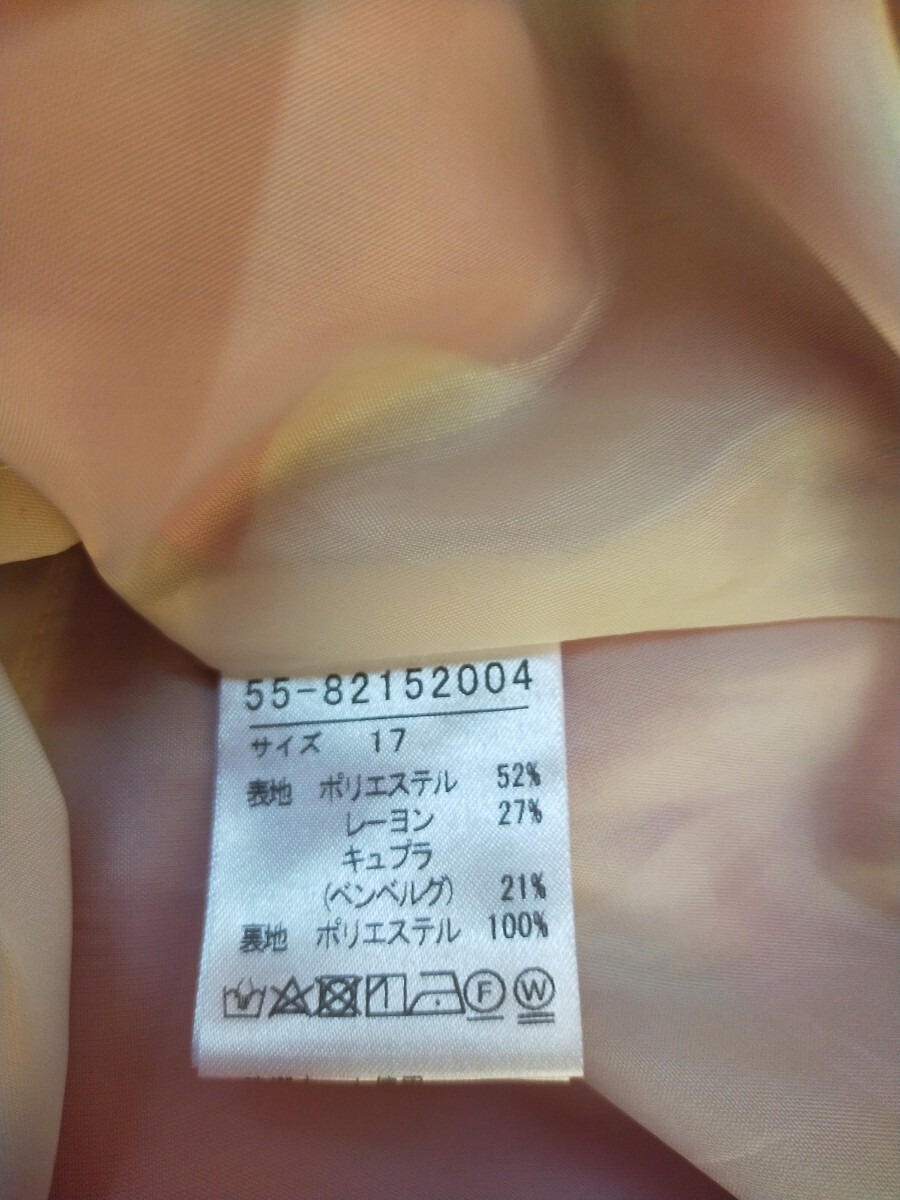 55-82152004
サイズ 17
表地 ポリエステル 52%
レーヨン 27%
キュプラ
(ベンベルグ) 21%
裏地 ポリエステル 100%
F W